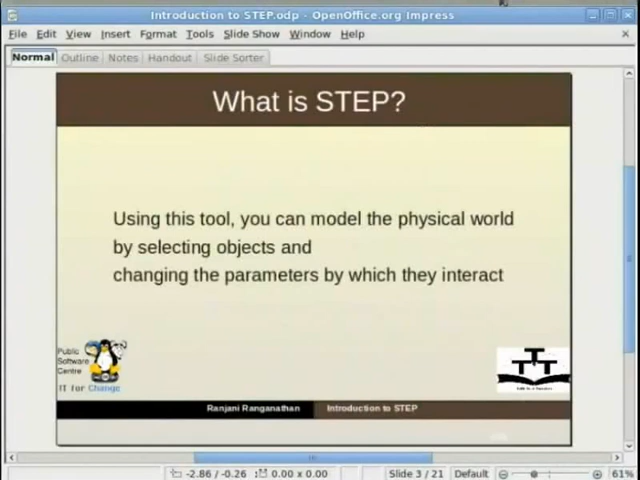 Introduction to STEP.odp - OpenOffice.org Impress
File Edit View Insert Format Tools Slide Show Window Help
Normal Outline Notes Handout Slide Sorter
What is STEP?
Using this tool, you can model the physical world
by selecting objects and
changing the parameters by which they interact
Public
Software
Centre
IT for Change
TTT
Ranjani Ranganathan Introduction to STEP
-2.86 / -0.26 0.00 x 0.00 Slide 3 / 21 Default 61%